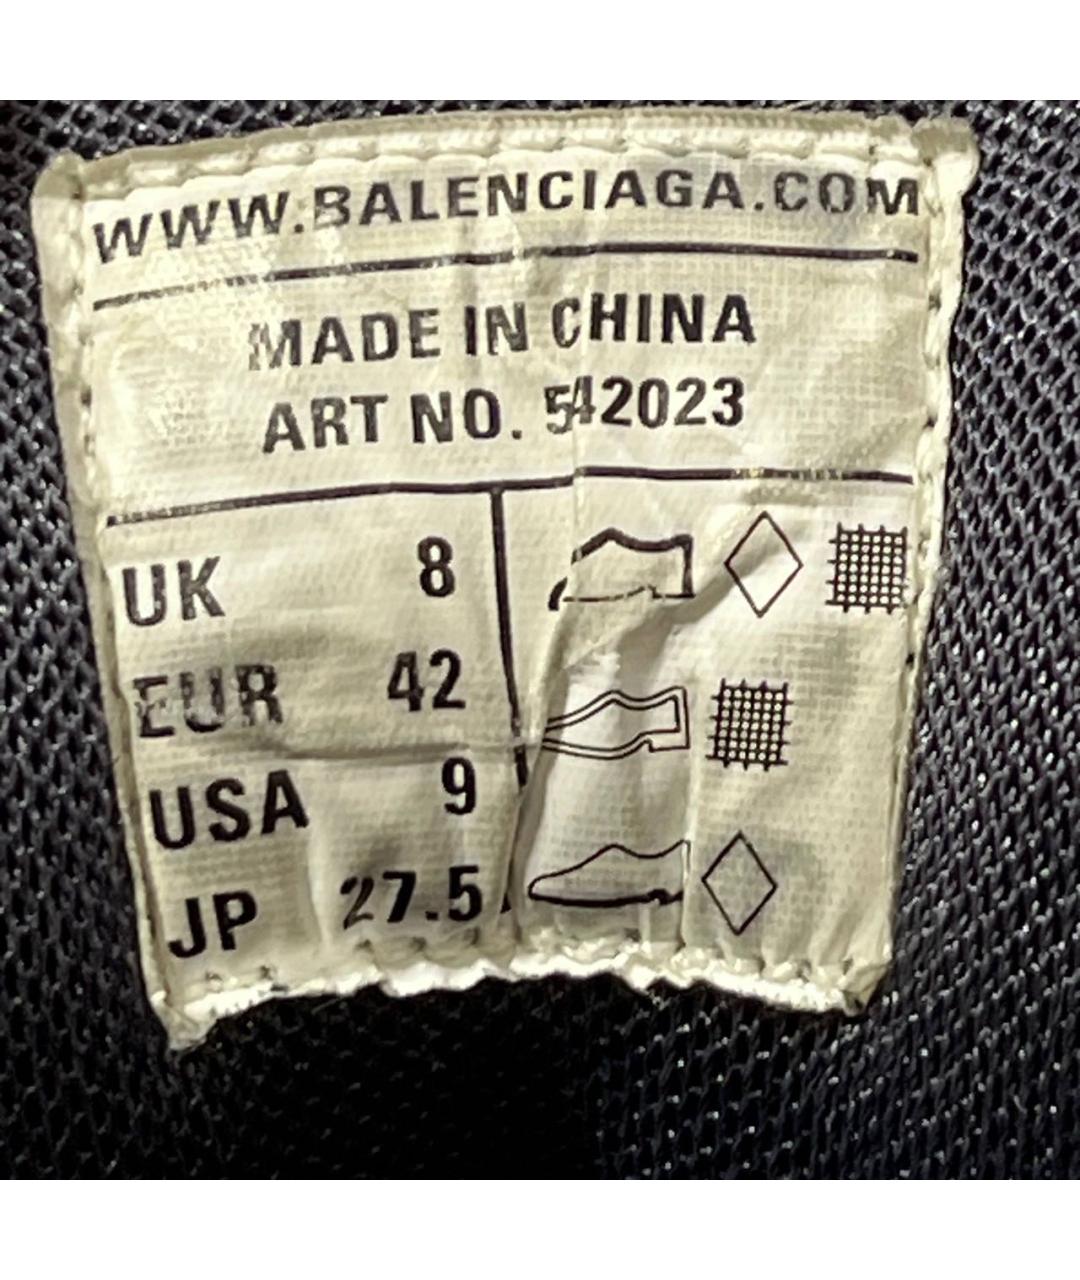 WWW.BALENCIAGA.COM
MADE IN CHINA
ART NO. 542023
UK 8
EUR 42
USA 9
JP 27.5